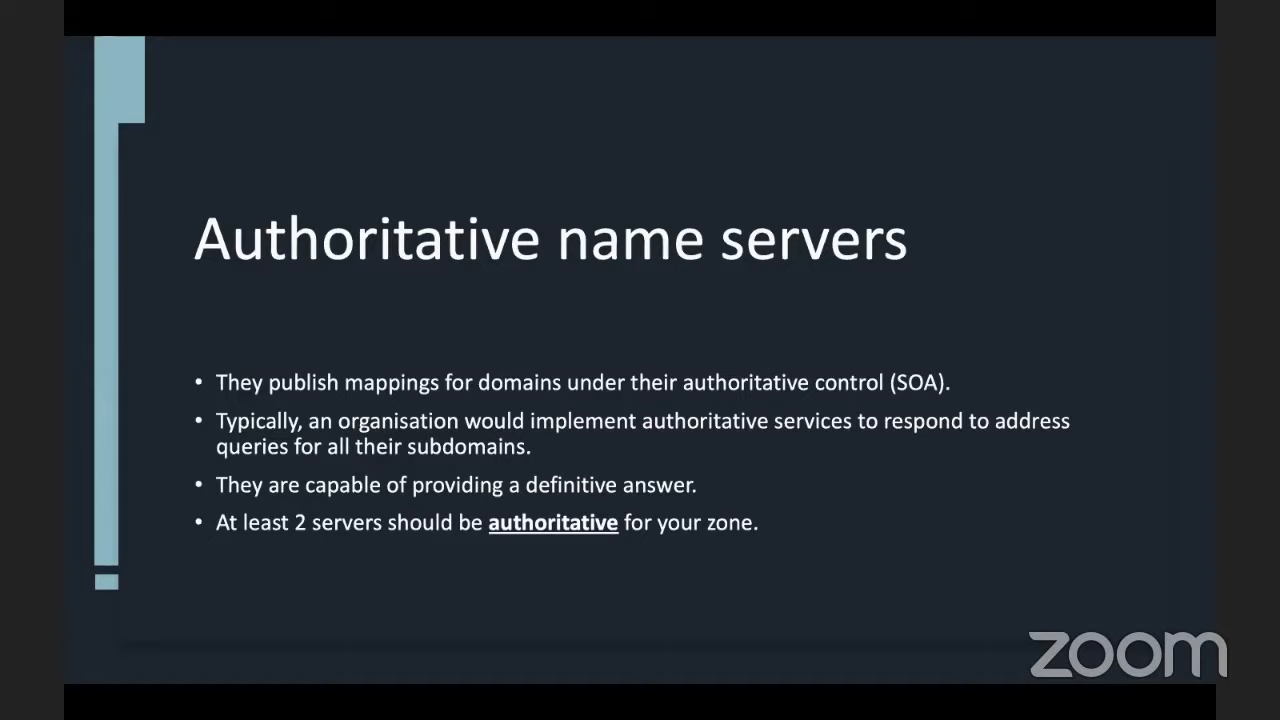 Authoritative name servers
• They publish mappings for domains under their authoritative control (SOA).
• Typically, an organisation would implement authoritative services to respond to address
queries for all their subdomains.
• They are capable of providing a definitive answer.
• At least 2 servers should be authoritative for your zone.
zoom